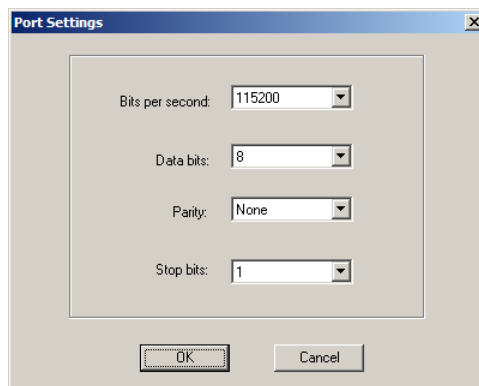 Port Settings
Bits per second: 115200
Data bits: 8
Parity: None
Stop bits: 1
OK Cancel